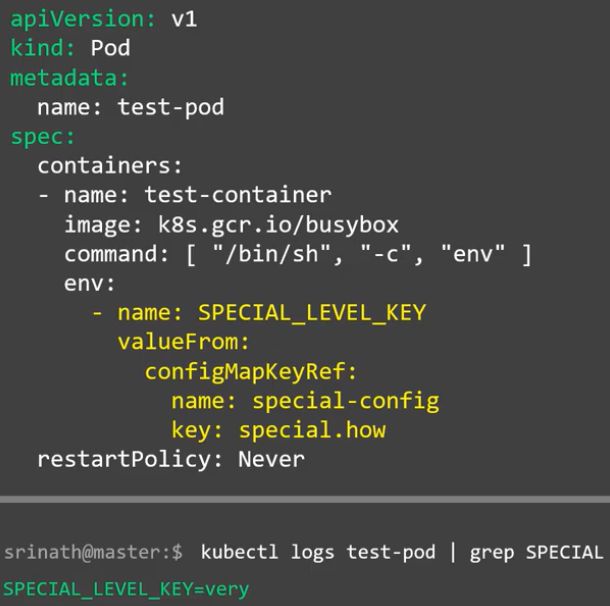 apiVersion: v1
kind: Pod
metadata:
  name: test-pod
spec:
  containers:
  - name: test-container
    image: k8s.gcr.io/busybox
    command: [ "/bin/sh", "-c", "env" ]
    env:
      - name: SPECIAL_LEVEL_KEY
        valueFrom:
          configMapKeyRef:
            name: special-config
            key: special.how
  restartPolicy: Never
srinath@master:$ kubectl logs test-pod | grep SPECIAL
SPECIAL_LEVEL_KEY=very